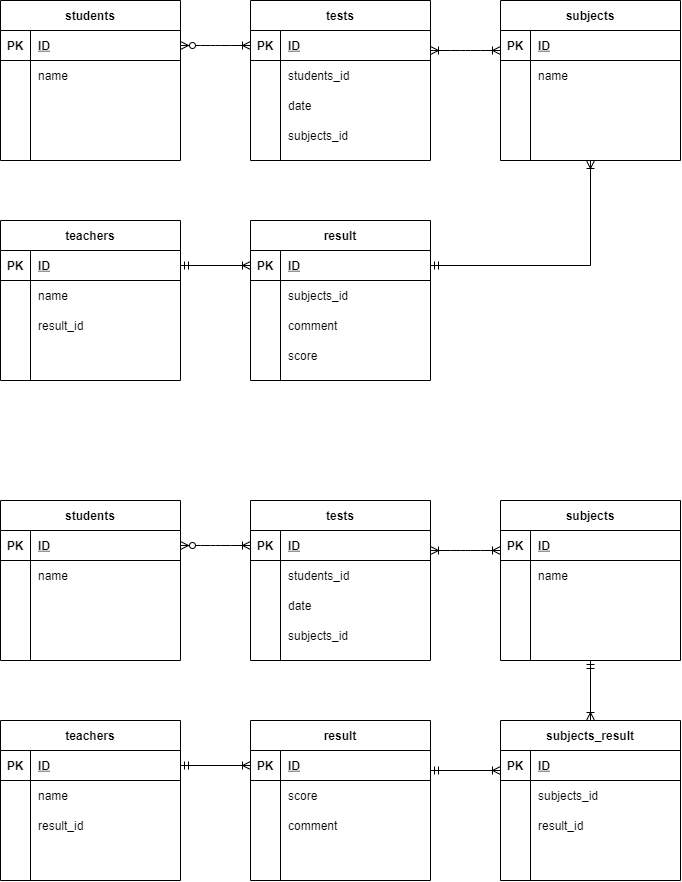 students
PK ID
name
tests
PK ID
students_id
date
subjects_id
subjects
PK ID
name
teachers
PK ID
name
result_id
result
PK ID
subjects_id
comment
score
students
PK ID
name
tests
PK ID
students_id
date
subjects_id
subjects
PK ID
name
teachers
PK ID
name
result_id
result
PK ID
score
comment
subjects_result
PK ID
subjects_id
result_id